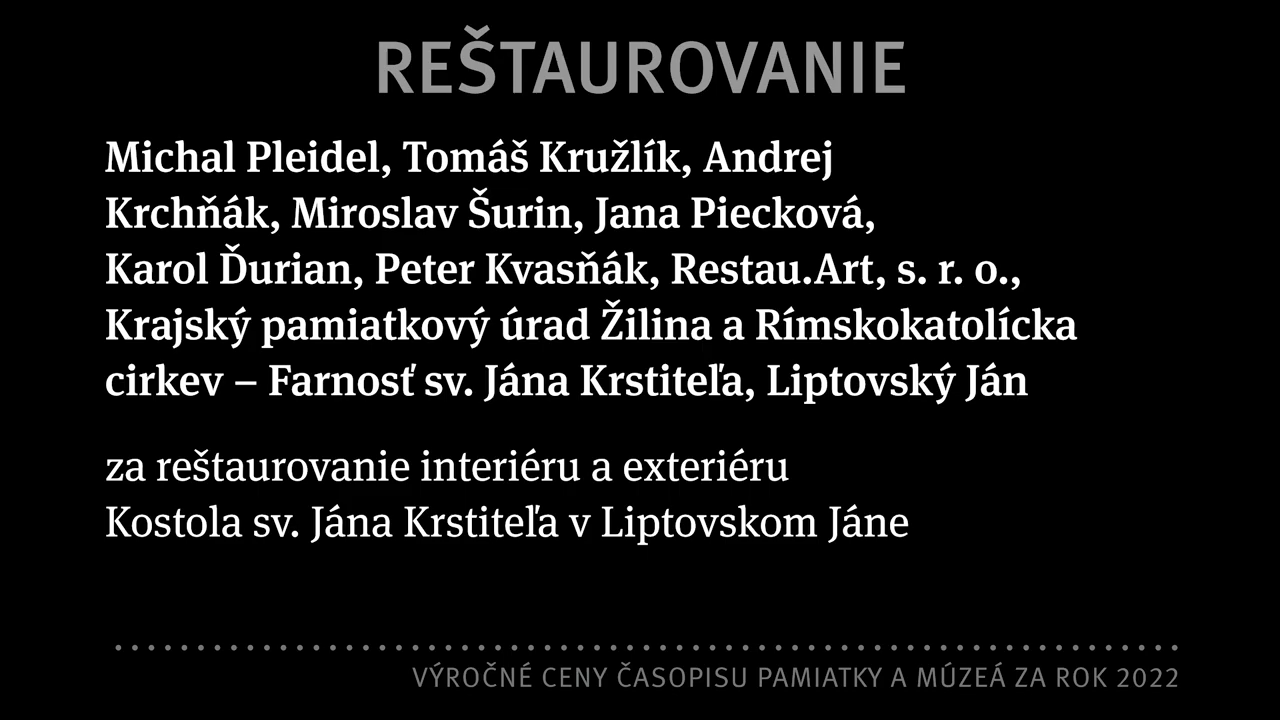 REŠTAUROVANIE
Michal Pleidel, Tomáš Kružlík, Andrej
Krchňák, Miroslav Šurin, Jana Piecková,
Karol Ďurian, Peter Kvasňák, Restau.Art, s. r. o.,
Krajský pamiatkový úrad Žilina a Rímskokatolícka
cirkev – Farnosť sv. Jána Krstiteľa, Liptovský Ján
za reštaurovanie interiéru a exteriéru
Kostola sv. Jána Krstiteľa v Liptovskom Jáne
VÝROČNÉ CENY ČASOPISU PAMIATKY A MÚZEÁ ZA ROK 2022